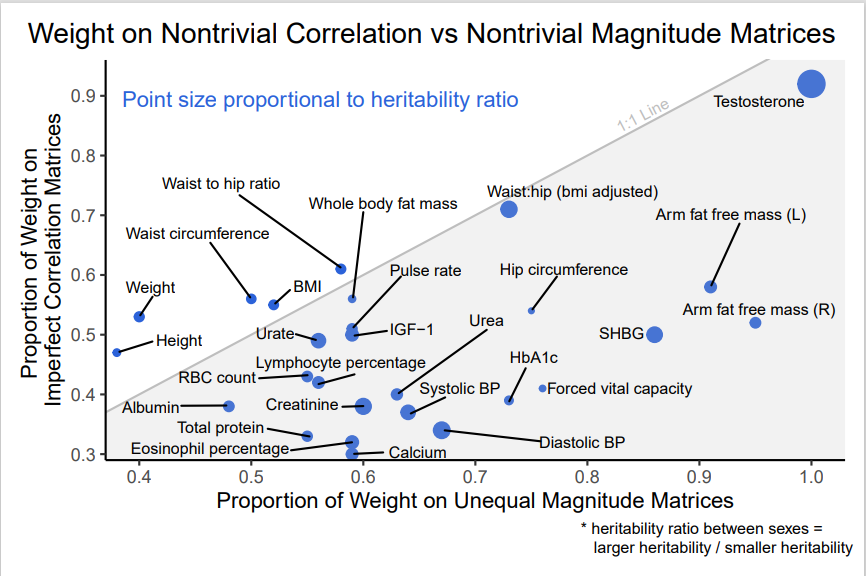 Weight on Nontrivial Correlation vs Nontrivial Magnitude Matrices
Point size proportional to heritability ratio
1:1 Line
Testosterone
Waist to hip ratio
Whole body fat mass
Waist:hip (bmi adjusted)
Arm fat free mass (L)
Waist circumference
Pulse rate
Hip circumference
Weight
BMI
Arm fat free mass (R)
Height
Urate
IGF−1
Urea
SHBG
Lymphocyte percentage
HbA1c
RBC count
Systolic BP
Forced vital capacity
Albumin
Creatinine
Total protein
Diastolic BP
Eosinophil percentage
Calcium
Proportion of Weight on
Imperfect Correlation Matrices
0.9
0.8
0.7
0.6
0.5
0.4
0.3
0.4 0.5 0.6 0.7 0.8 0.9 1.0
Proportion of Weight on Unequal Magnitude Matrices
* heritability ratio between sexes =
larger heritability / smaller heritability